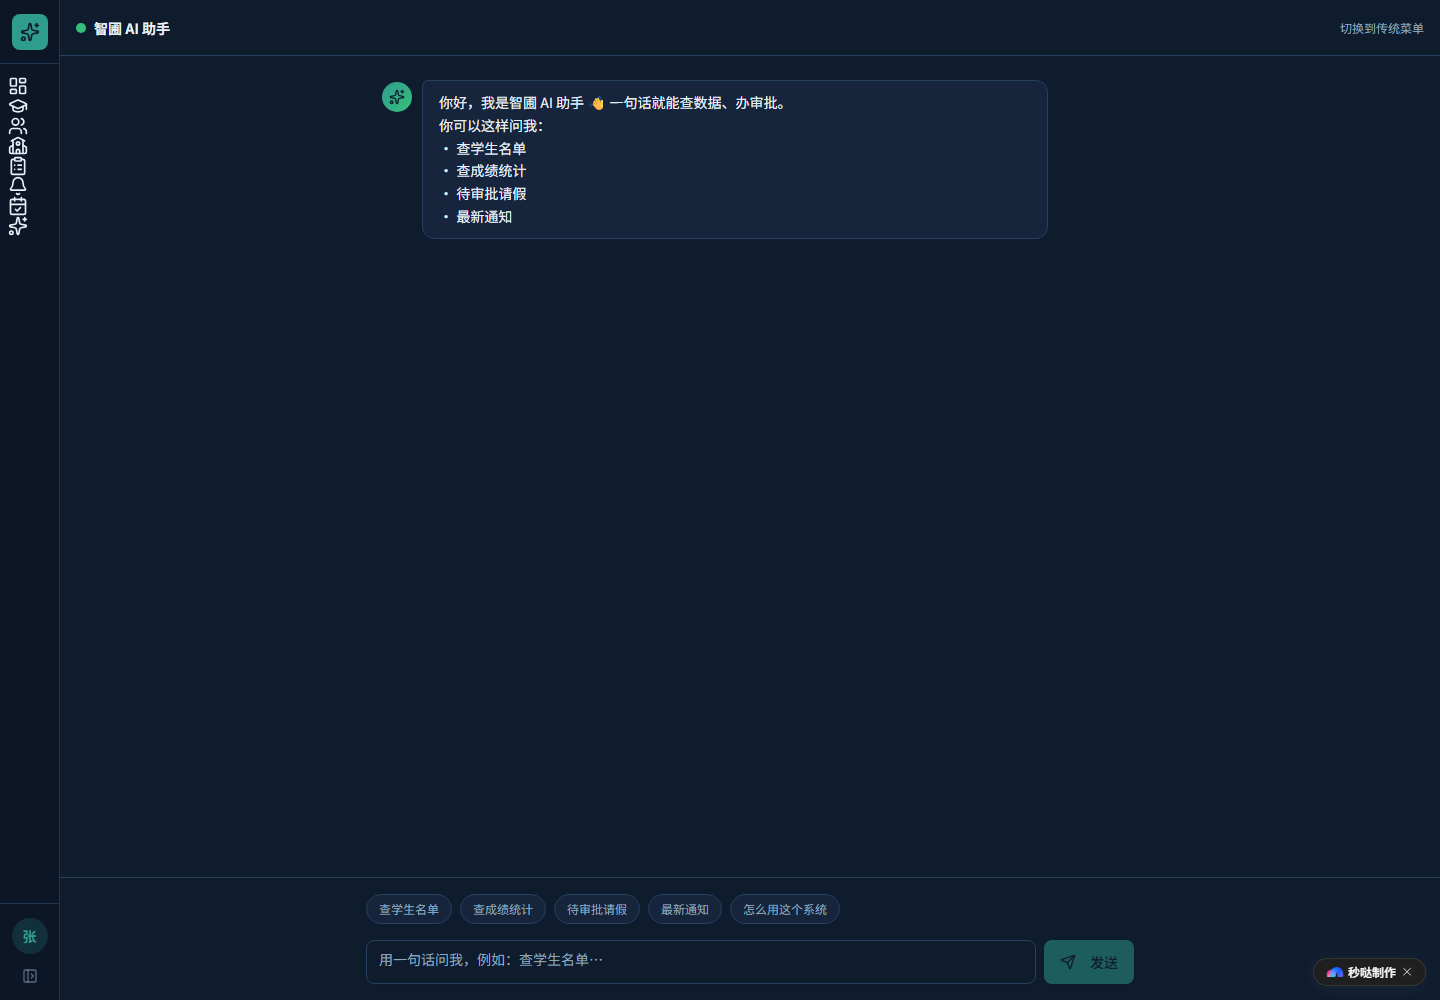 智圃 AI 助手
切换到传统菜单
你好，我是智圃 AI 助手 👋 一句话就能查数据、办审批。
你可以这样问我：
• 查学生名单
• 查成绩统计
• 待审批请假
• 最新通知
查学生名单
查成绩统计
待审批请假
最新通知
怎么用这个系统
用一句话问我，例如：查学生名单…
发送
张
秒哒制作